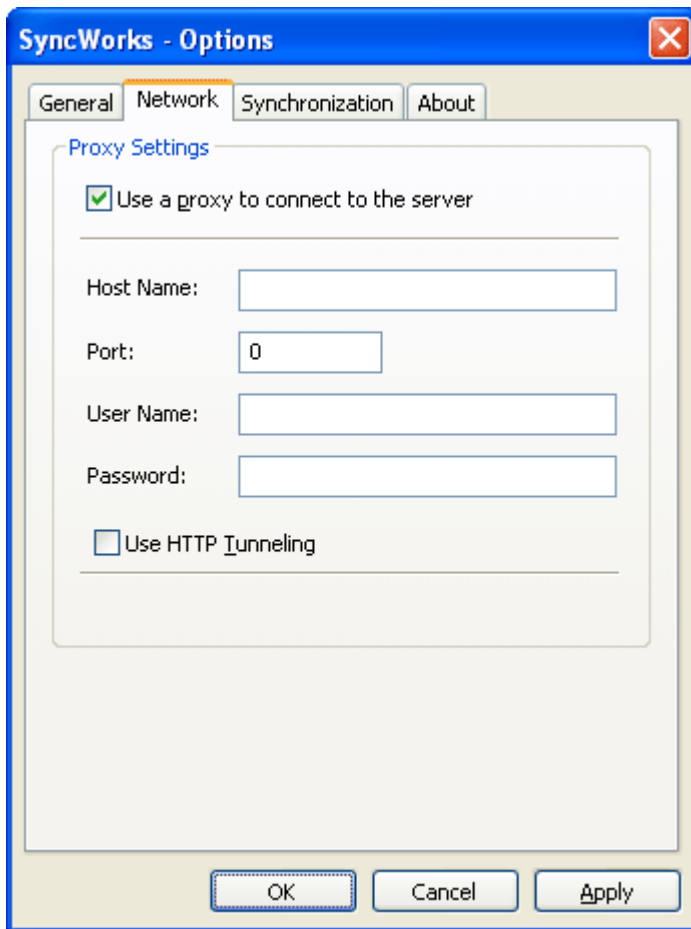 SyncWorks - Options
General Network Synchronization About
Proxy Settings
Use a proxy to connect to the server
Host Name:
Port: 0
User Name:
Password:
Use HTTP Tunneling
OK Cancel Apply